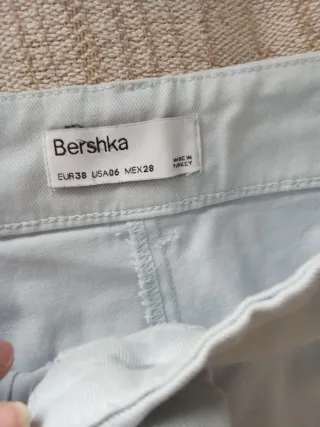 Bershka
MADE IN
TURKEY
EUR38 USA06 MEX28